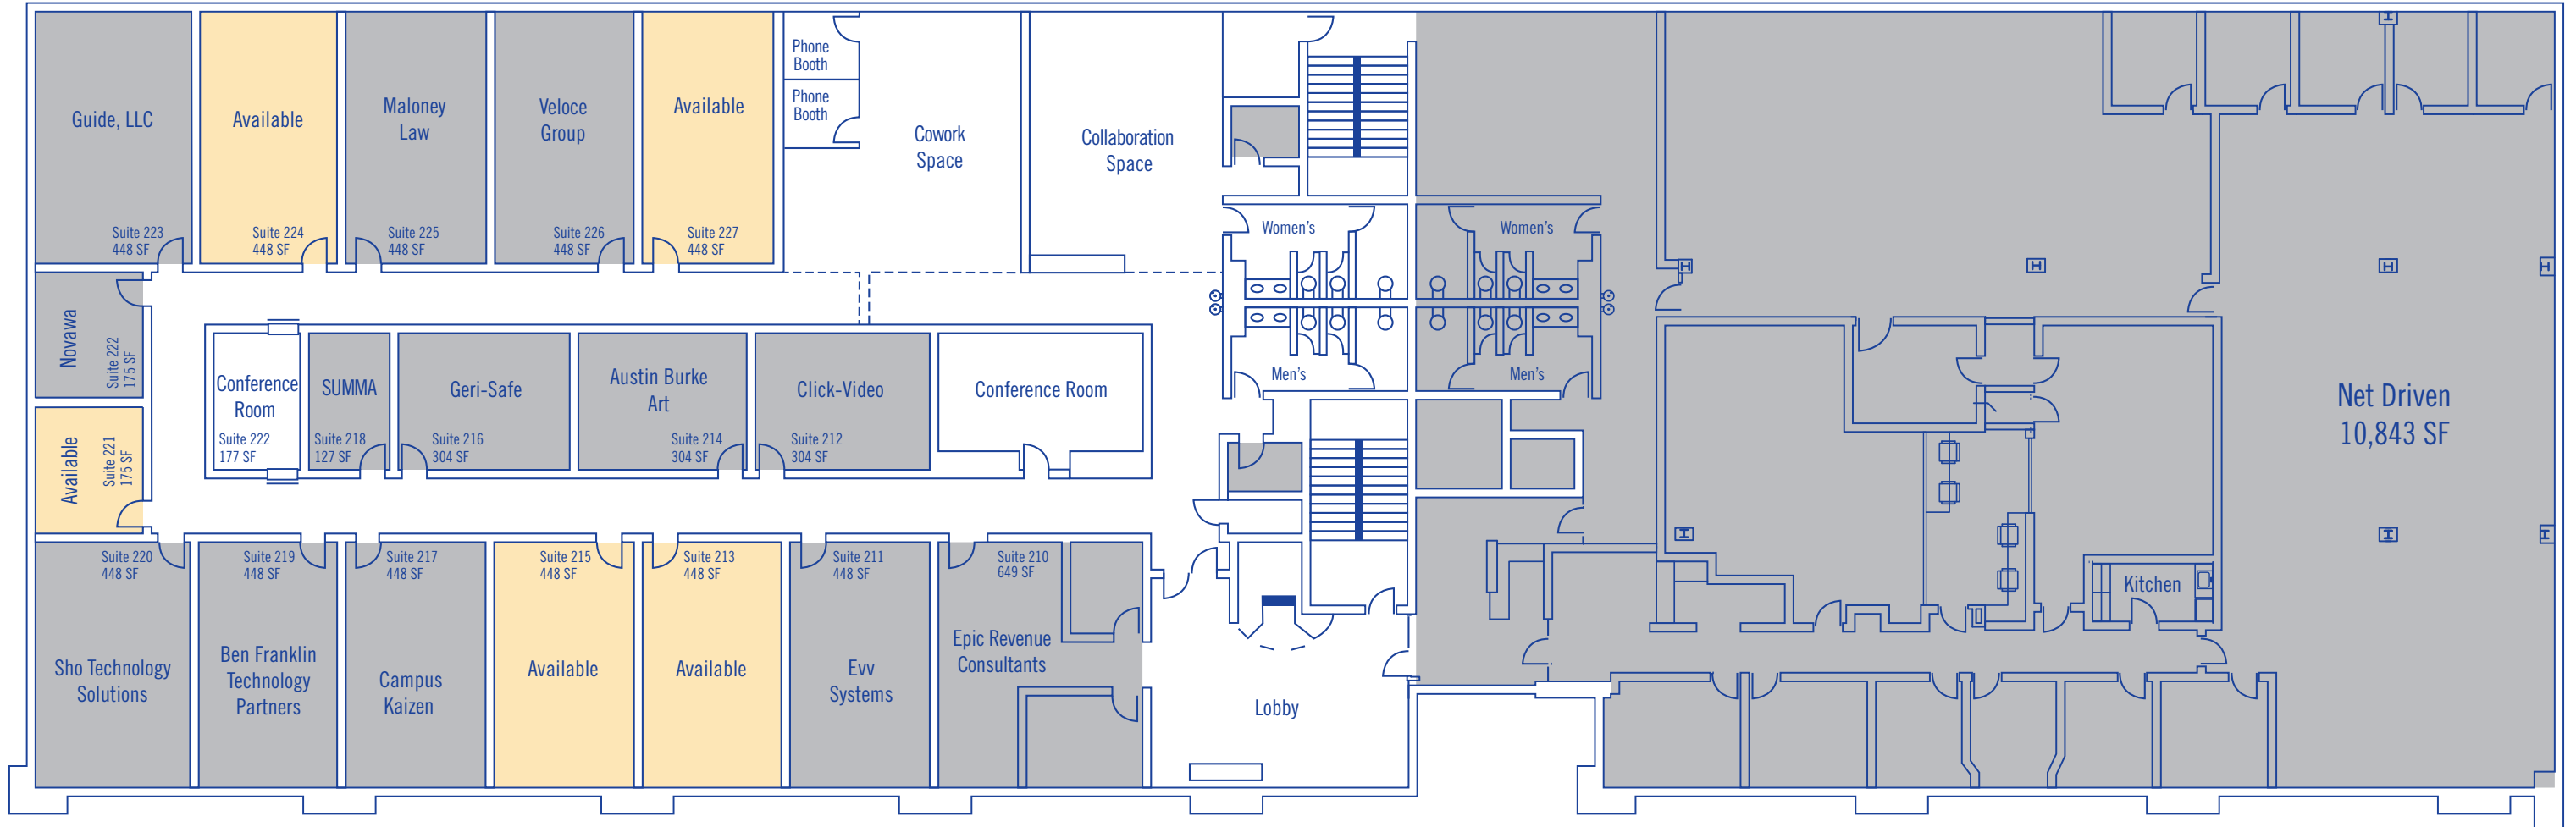 Guide, LLC
Suite 223
448 SF
Available
Suite 224
448 SF
Maloney
Law
Suite 225
448 SF
Veloce
Group
Suite 226
448 SF
Available
Suite 227
448 SF
Phone
Booth
Phone
Booth
Cowork
Space
Collaboration
Space
Women's
Women's
Men's
Men's
Novawa
Suite 222
175 SF
Available
Suite 221
175 SF
Conference
Room
Suite 222
177 SF
SUMMA
Suite 218
127 SF
Geri-Safe
Suite 216
304 SF
Austin Burke
Art
Suite 214
304 SF
Click-Video
Suite 212
304 SF
Conference Room
Net Driven
10,843 SF
Kitchen
Suite 220
448 SF
Sho Technology
Solutions
Suite 219
448 SF
Ben Franklin
Technology
Partners
Suite 217
448 SF
Campus
Kaizen
Suite 215
448 SF
Available
Suite 213
448 SF
Available
Suite 211
448 SF
Evv
Systems
Suite 210
649 SF
Epic Revenue
Consultants
Lobby